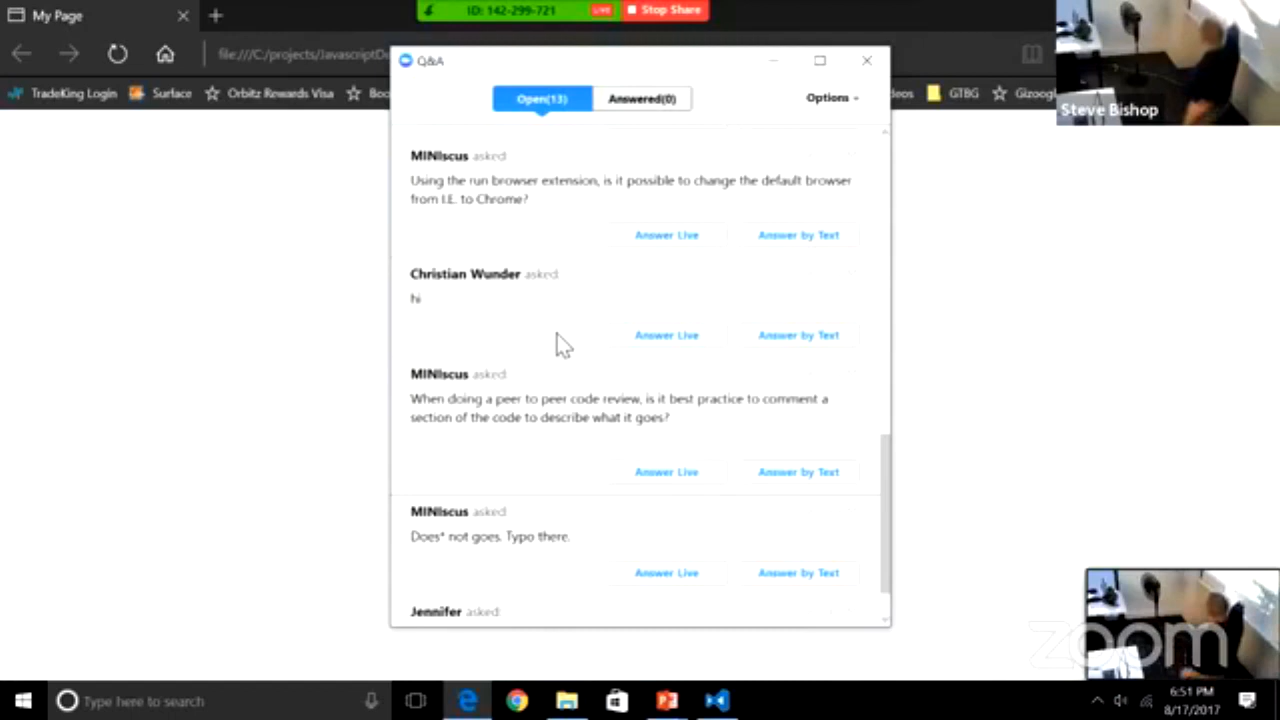 My Page
ID: 142-299-721
LIVE
Stop Share
file:///C:/projects/JavascriptDe
TradeKing Login
Surface
Orbitz Rewards Visa
GTBG
Steve Bishop
Q&A
Open(13)
Answered(0)
Options
MINIscus asked:
Using the run browser extension, is it possible to change the default browser
from I.E. to Chrome?
Answer Live
Answer by Text
Christian Wunder asked:
hi
Answer Live
Answer by Text
MINIscus asked:
When doing a peer to peer code review, is it best practice to comment a
section of the code to describe what it goes?
Answer Live
Answer by Text
MINIscus asked:
Does* not goes. Typo there.
Answer Live
Answer by Text
Jennifer asked:
zoom
Type here to search
6:51 PM
8/17/2017